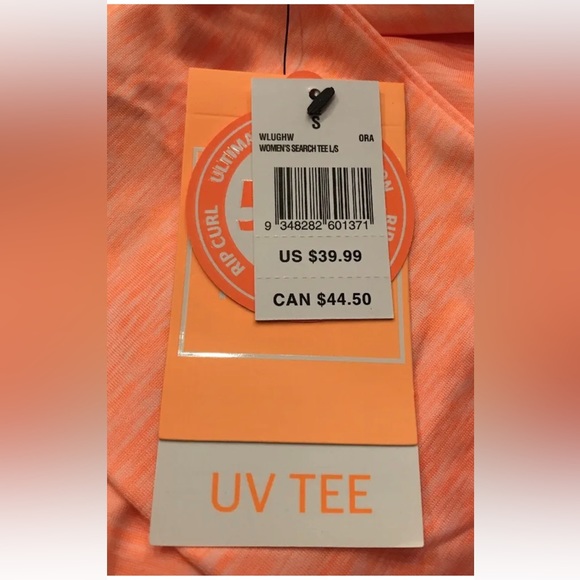 S
WLUGHW ORA
WOMEN'S SEARCH TEE L/S
9 348282 601371
US $39.99
CAN $44.50
RIP CURL
UV TEE